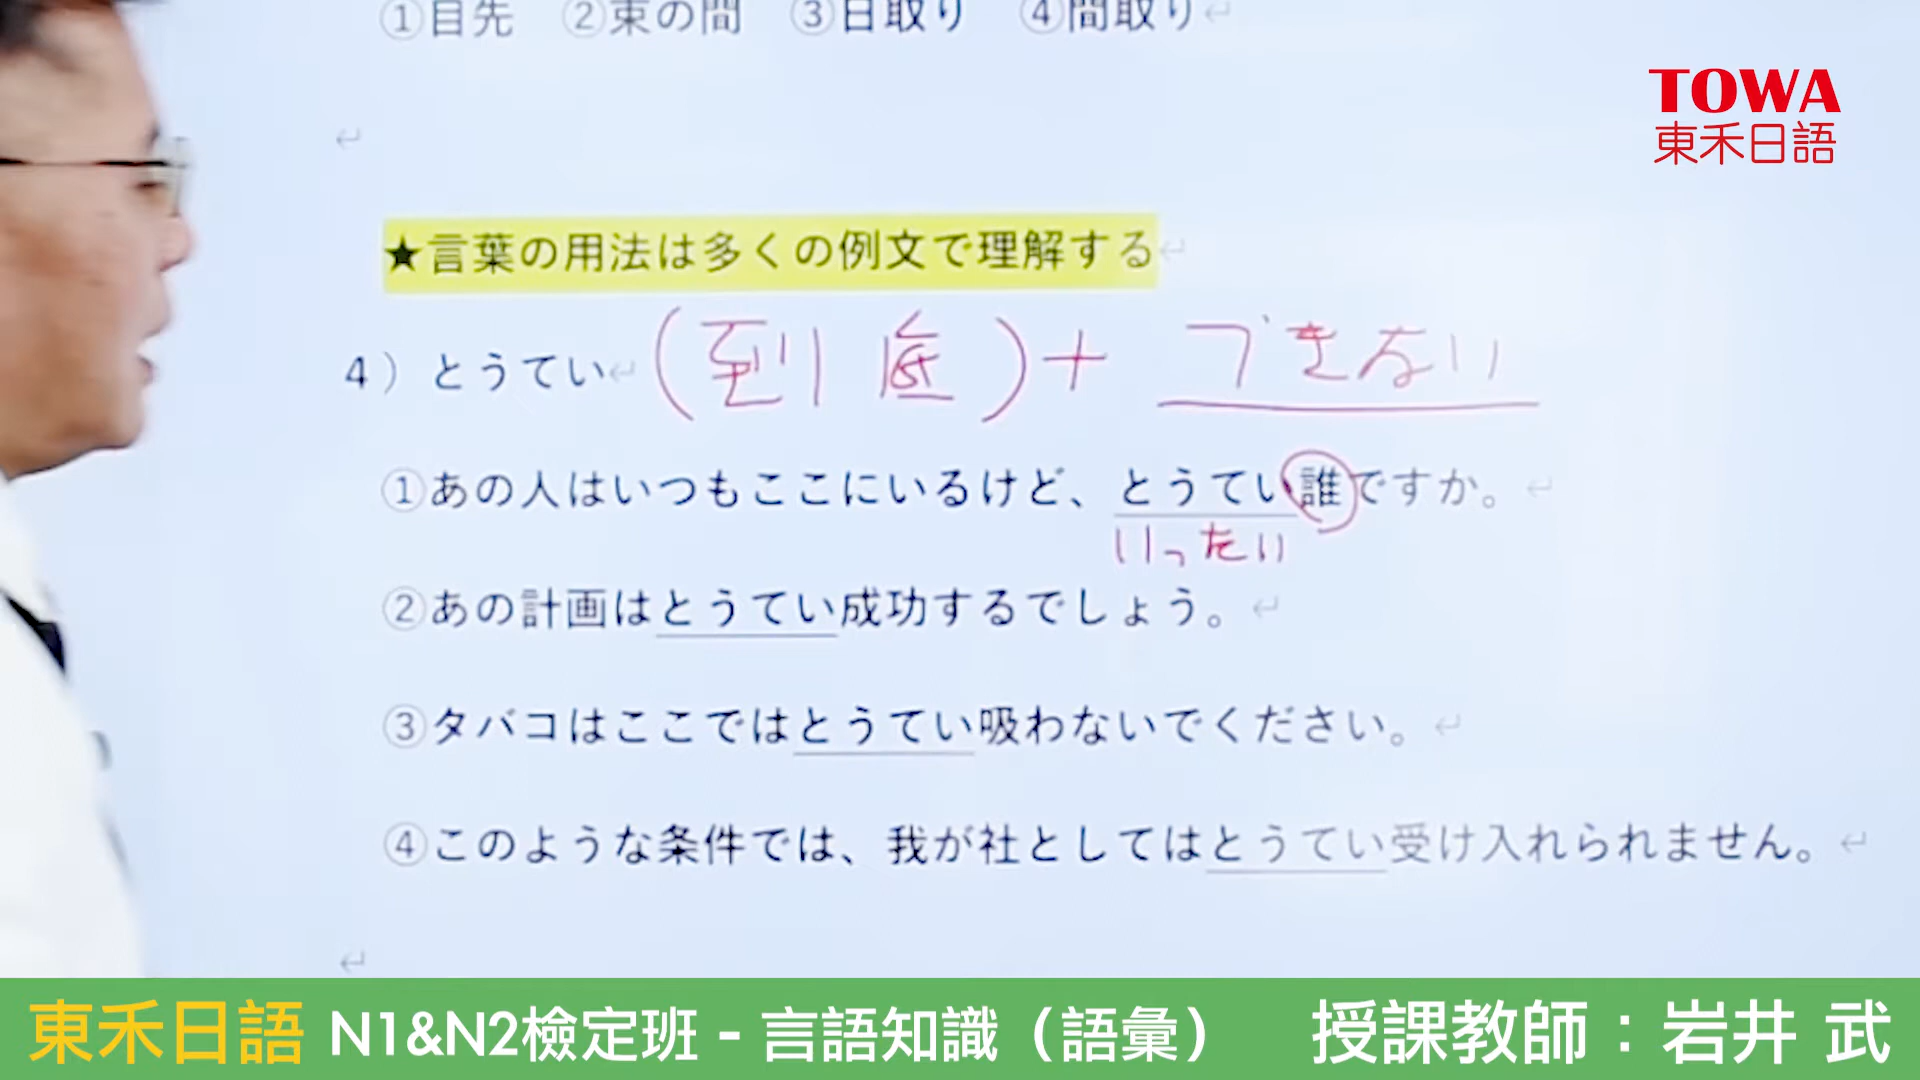 ①目先　②束の間　③日取り　④間取り
TOWA
東禾日語
★言葉の用法は多くの例文で理解する
4）とうてい（到底）＋できない
①あの人はいつもここにいるけど、とうてい誰ですか。
いったい
②あの計画はとうてい成功するでしょう。
③タバコはここではとうてい吸わないでください。
④このような条件では、我が社としてはとうてい受け入れられません。
東禾日語 N1&N2檢定班 - 言語知識（語彙） 授課教師：岩井 武